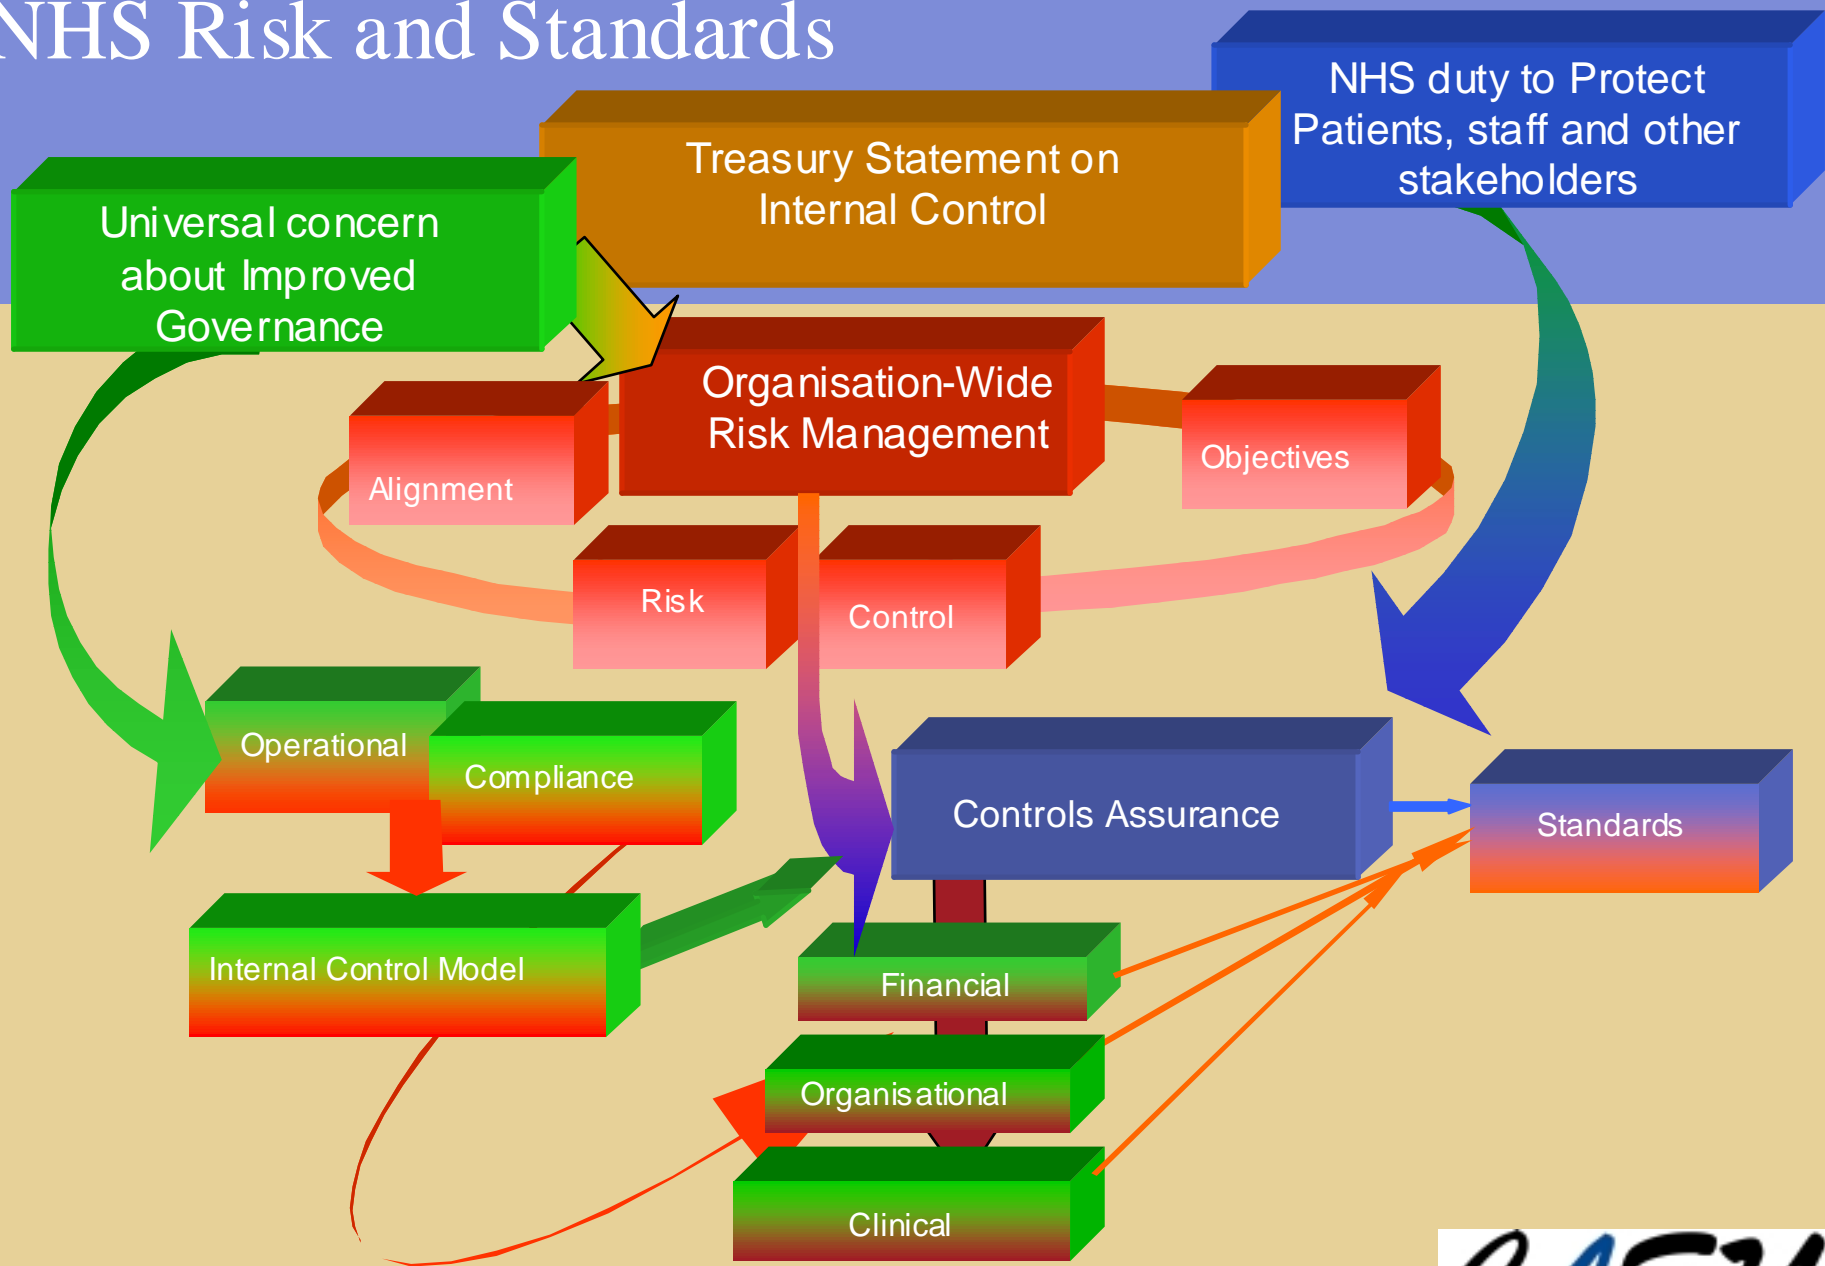 NHS Risk and Standards
NHS duty to Protect
Patients, staff and other
stakeholders
Treasury Statement on
Internal Control
Universal concern
about Improved
Governance
Organisation-Wide
Risk Management
Alignment
Objectives
Risk
Control
Operational
Compliance
Controls Assurance
Standards
Internal Control Model
Financial
Organisational
Clinical